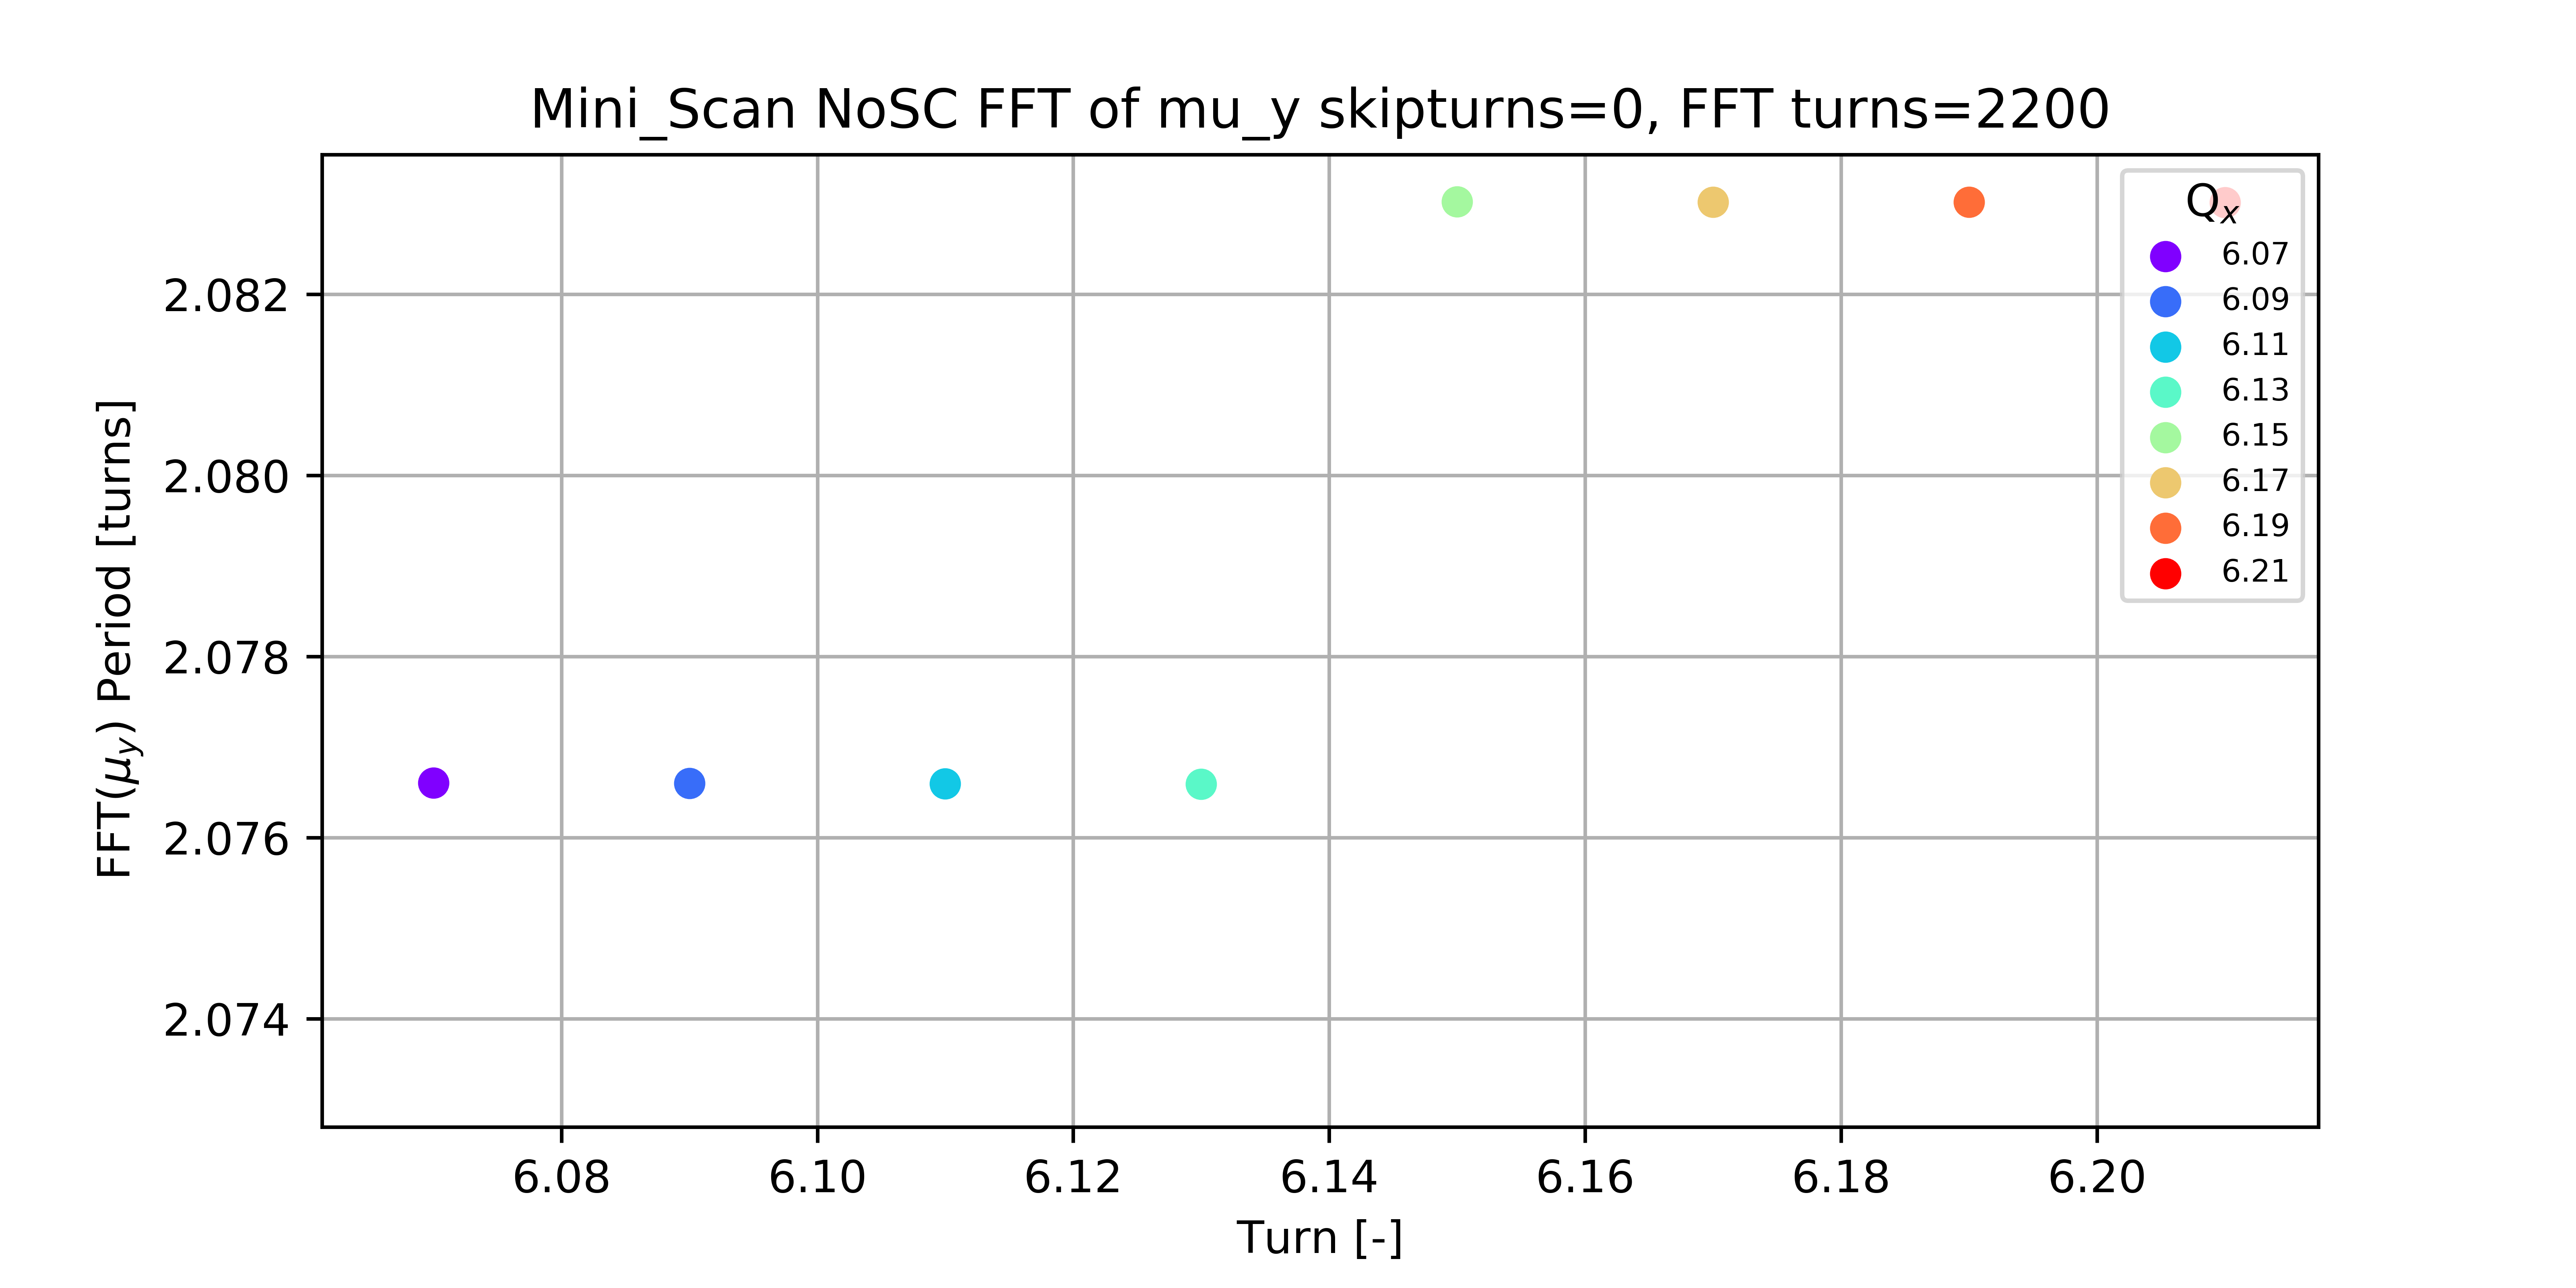 Mini_Scan NoSC FFT of mu_y skipturns=0, FFT turns=2200
FFT(μy) Period [turns]
2.082
2.080
2.078
2.076
2.074
Qx
6.07
6.09
6.11
6.13
6.15
6.17
6.19
6.21
6.08 6.10 6.12 6.14 6.16 6.18 6.20
Turn [-]